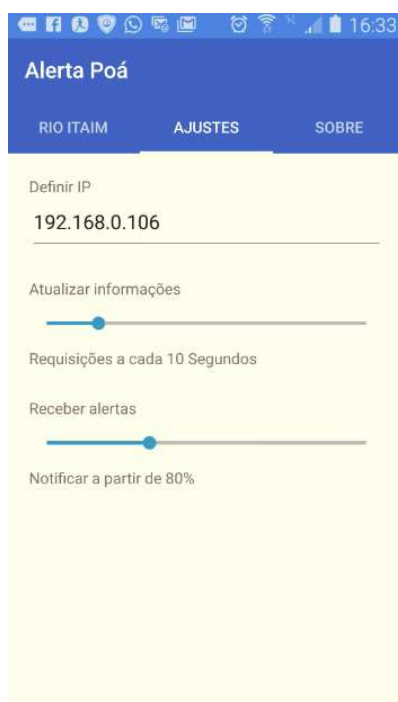 16:33
Alerta Poá
RIO ITAIM AJUSTES SOBRE
Definir IP
192.168.0.106
Atualizar informações
Requisições a cada 10 Segundos
Receber alertas
Notificar a partir de 80%